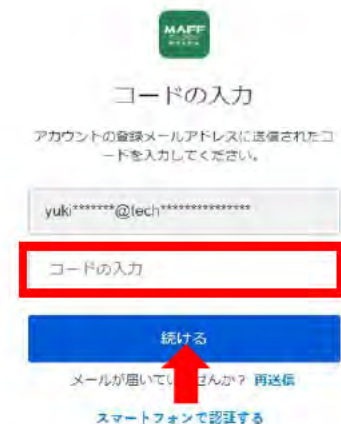 MAFF
コードの入力
アカウントの登録メールアドレスに送信されたコ
ードを入力してください。
yuki*******@tech***************
コードの入力
続ける
メールが届いていませんか？ 再送信
スマートフォンで認証する